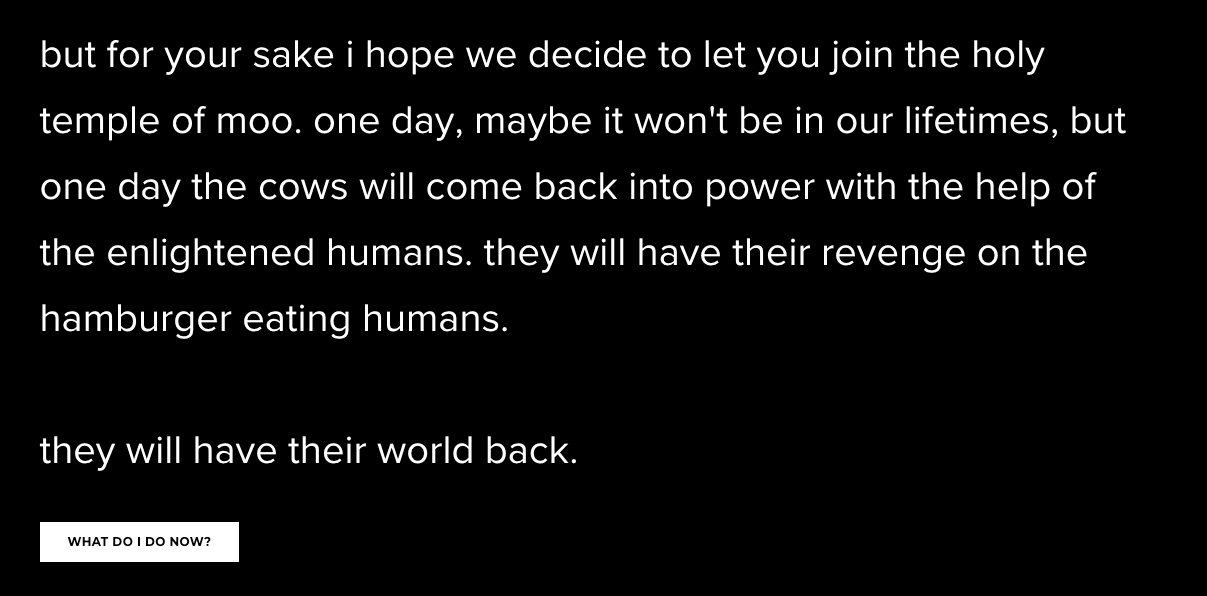 but for your sake i hope we decide to let you join the holy
temple of moo. one day, maybe it won't be in our lifetimes, but
one day the cows will come back into power with the help of
the enlightened humans. they will have their revenge on the
hamburger eating humans.
they will have their world back.
WHAT DO I DO NOW?